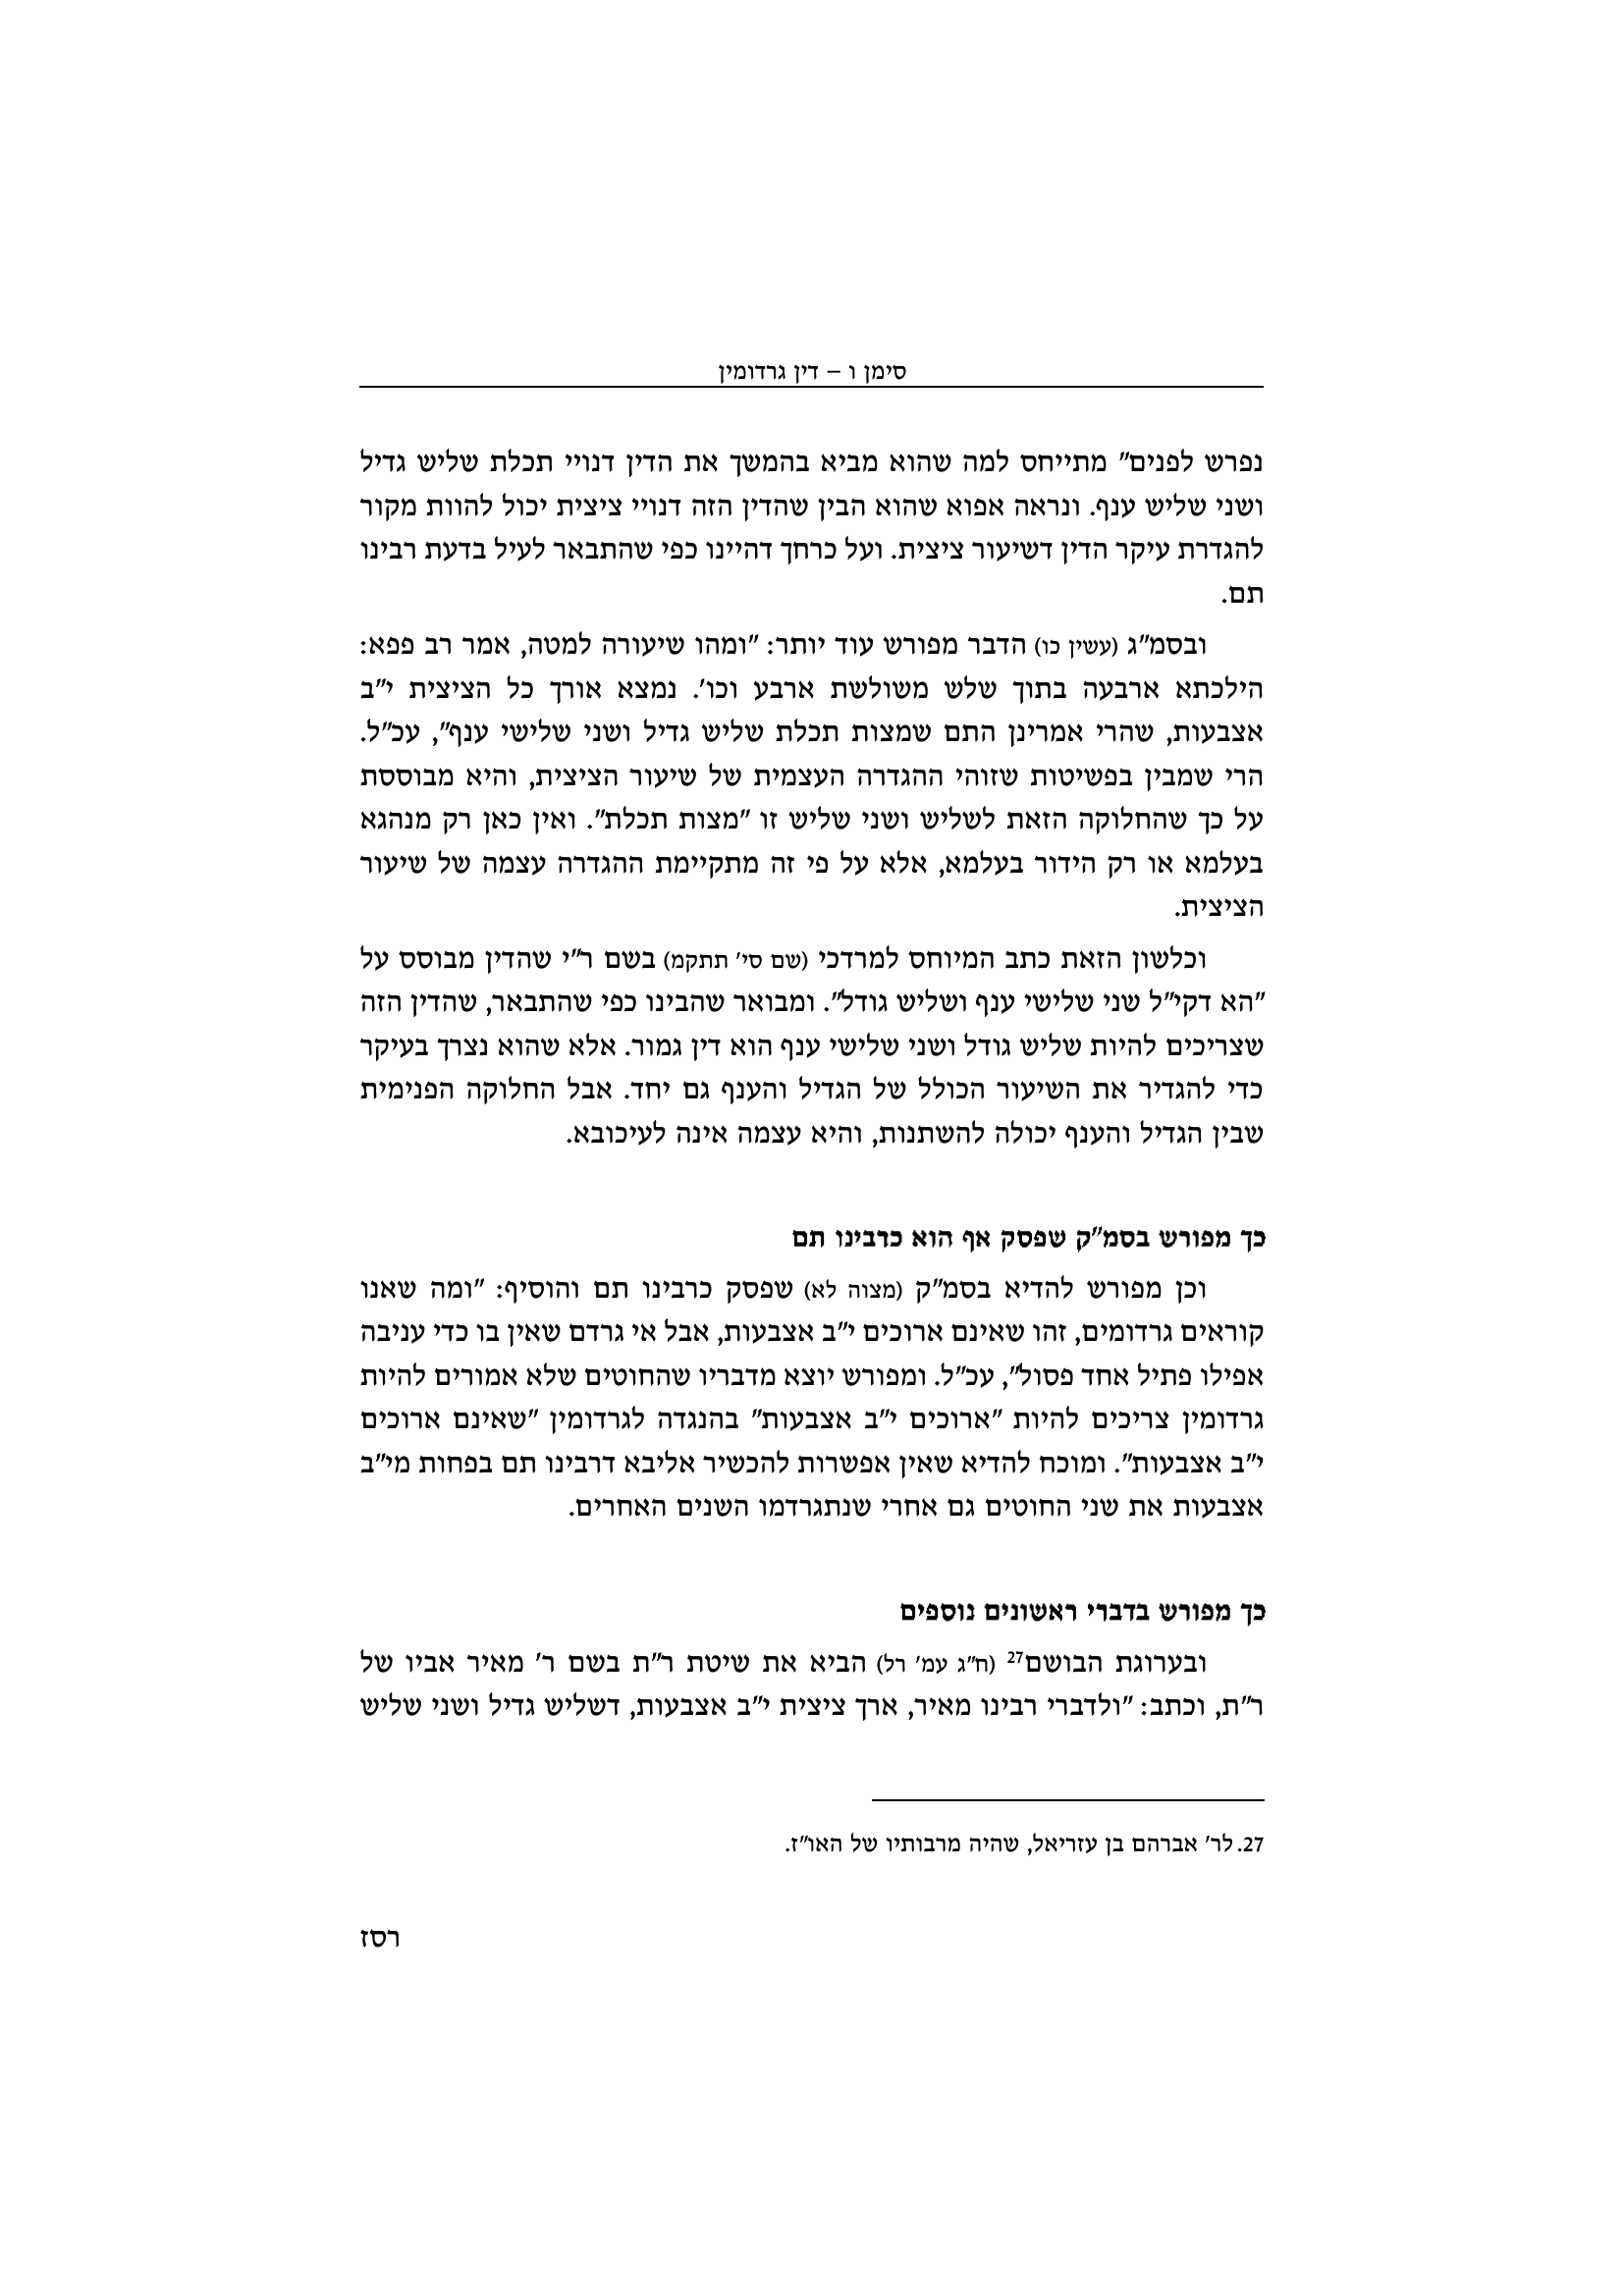 סימן ו – דין גרדומין
נפרש לפנים" מתייחס למה שהוא מביא בהמשך את הדין דנויי תכלת שליש גדיל
ושני שליש ענף. ונראה אפוא שהוא הבין שהדין הזה דנויי ציצית יכול להוות מקור
להגדרת עיקר הדין דשיעור ציצית. ועל כרחך דהיינו כפי שהתבאר לעיל בדעת רבינו
תם.
ובסמ"ג (עשין כו) הדבר מפורש עוד יותר: "ומהו שיעורה למטה, אמר רב פפא:
הילכתא ארבעה בתוך שלש משולשת ארבע וכו'. נמצא אורך כל הציצית י"ב
אצבעות, שהרי אמרינן התם שמצות תכלת שליש גדיל ושני שלישי ענף", עכ"ל.
הרי שמבין בפשיטות שזוהי ההגדרה העצמית של שיעור הציצית, והיא מבוססת
על כך שהחלוקה הזאת לשליש ושני שליש זו "מצות תכלת". ואין כאן רק מנהגא
בעלמא או רק הידור בעלמא, אלא על פי זה מתקיימת ההגדרה עצמה של שיעור
הציצית.
וכלשון הזאת כתב המיוחס למרדכי (שם סי' תתקמ) בשם ר"י שהדין מבוסס על
"הא דקי"ל שני שלישי ענף ושליש גודל". ומבואר שהבינו כפי שהתבאר, שהדין הזה
שצריכים להיות שליש גודל ושני שלישי ענף הוא דין גמור. אלא שהוא נצרך בעיקר
כדי להגדיר את השיעור הכולל של הגדיל והענף גם יחד. אבל החלוקה הפנימית
שבין הגדיל והענף יכולה להשתנות, והיא עצמה אינה לעיכובא.
כך מפורש בסמ"ק שפסק אף הוא כרבינו תם
וכן מפורש להדיא בסמ"ק (מצוה לא) שפסק כרבינו תם והוסיף: "ומה שאנו
קוראים גרדומים, זהו שאינם ארוכים י"ב אצבעות, אבל אי גרדם שאין בו כדי עניבה
אפילו פתיל אחד פסול", עכ"ל. ומפורש יוצא מדבריו שהחוטים שלא אמורים להיות
גרדומין צריכים להיות "ארוכים י"ב אצבעות" בהנגדה לגרדומין "שאינם ארוכים
י"ב אצבעות". ומוכח להדיא שאין אפשרות להכשיר אליבא דרבינו תם בפחות מי"ב
אצבעות את שני החוטים גם אחרי שנתגרדמו השנים האחרים.
כך מפורש בדברי ראשונים נוספים
ובערוגת הבושם27 (ח"ג עמ' רל) הביא את שיטת ר"ת בשם ר' מאיר אביו של
ר"ת, וכתב: "ולדברי רבינו מאיר, ארך ציצית י"ב אצבעות, דשליש גדיל ושני שליש
27. לר' אברהם בן עזריאל, שהיה מרבותיו של האו"ז.
רסז